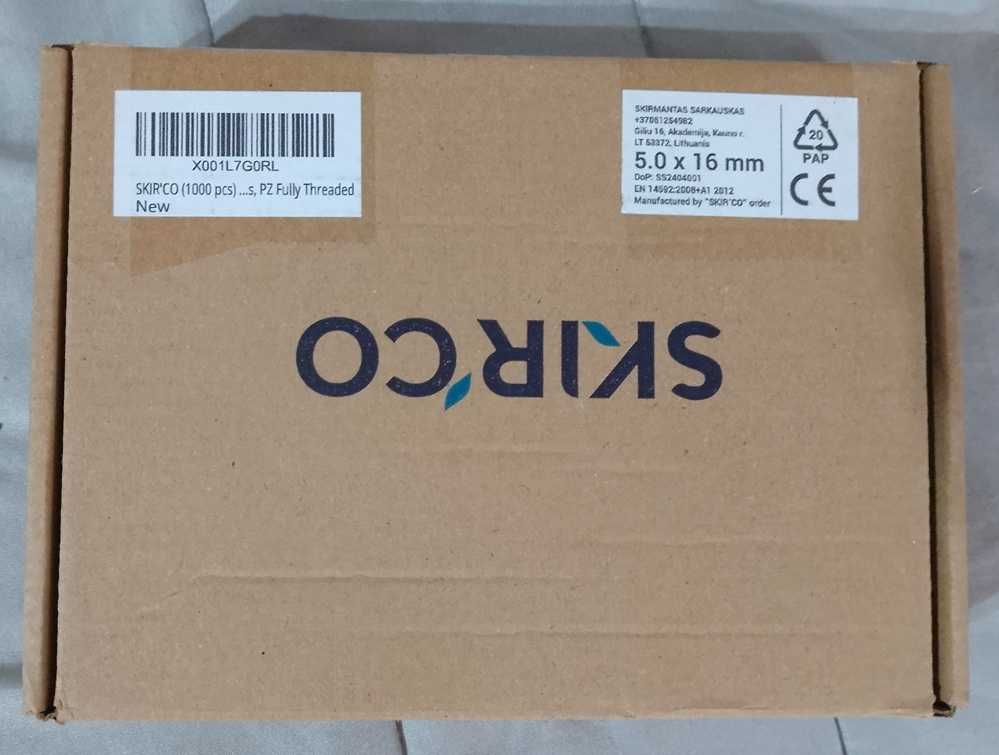 X001L7G0RL
SKIR'CO (1000 pcs) ...s, PZ Fully Threaded
New
SKIRMANTAS SARKAUSKAS
+37061254982
Giliu 16, Akademija, Kauno r.
LT 53372, Lithuania
5.0 x 16 mm
DoP: SS2404001
EN 14592:2008+A1 2012
Manufactured by "SKIR'CO" order
20
PAP
CE
SKIR'CO